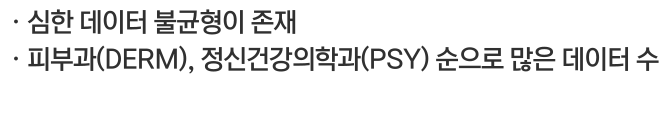 · 심한 데이터 불균형이 존재
· 피부과(DERM), 정신건강의학과(PSY) 순으로 많은 데이터 수